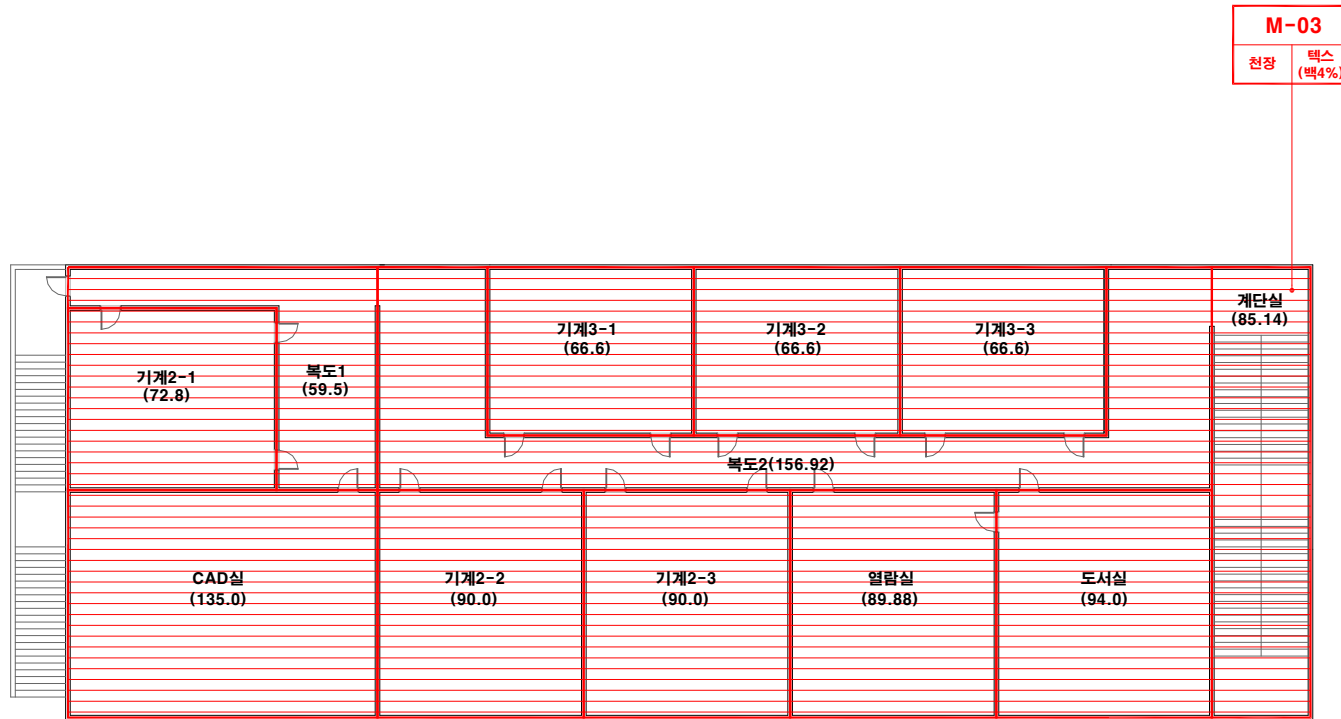 M-03
천장
텍스
(백4%)
계단실
(85.14)
기계3-1
(66.6)
기계3-2
(66.6)
기계3-3
(66.6)
기계2-1
(72.8)
복도1
(59.5)
복도2(156.92)
CAD실
(135.0)
기계2-2
(90.0)
기계2-3
(90.0)
열람실
(89.88)
도서실
(94.0)